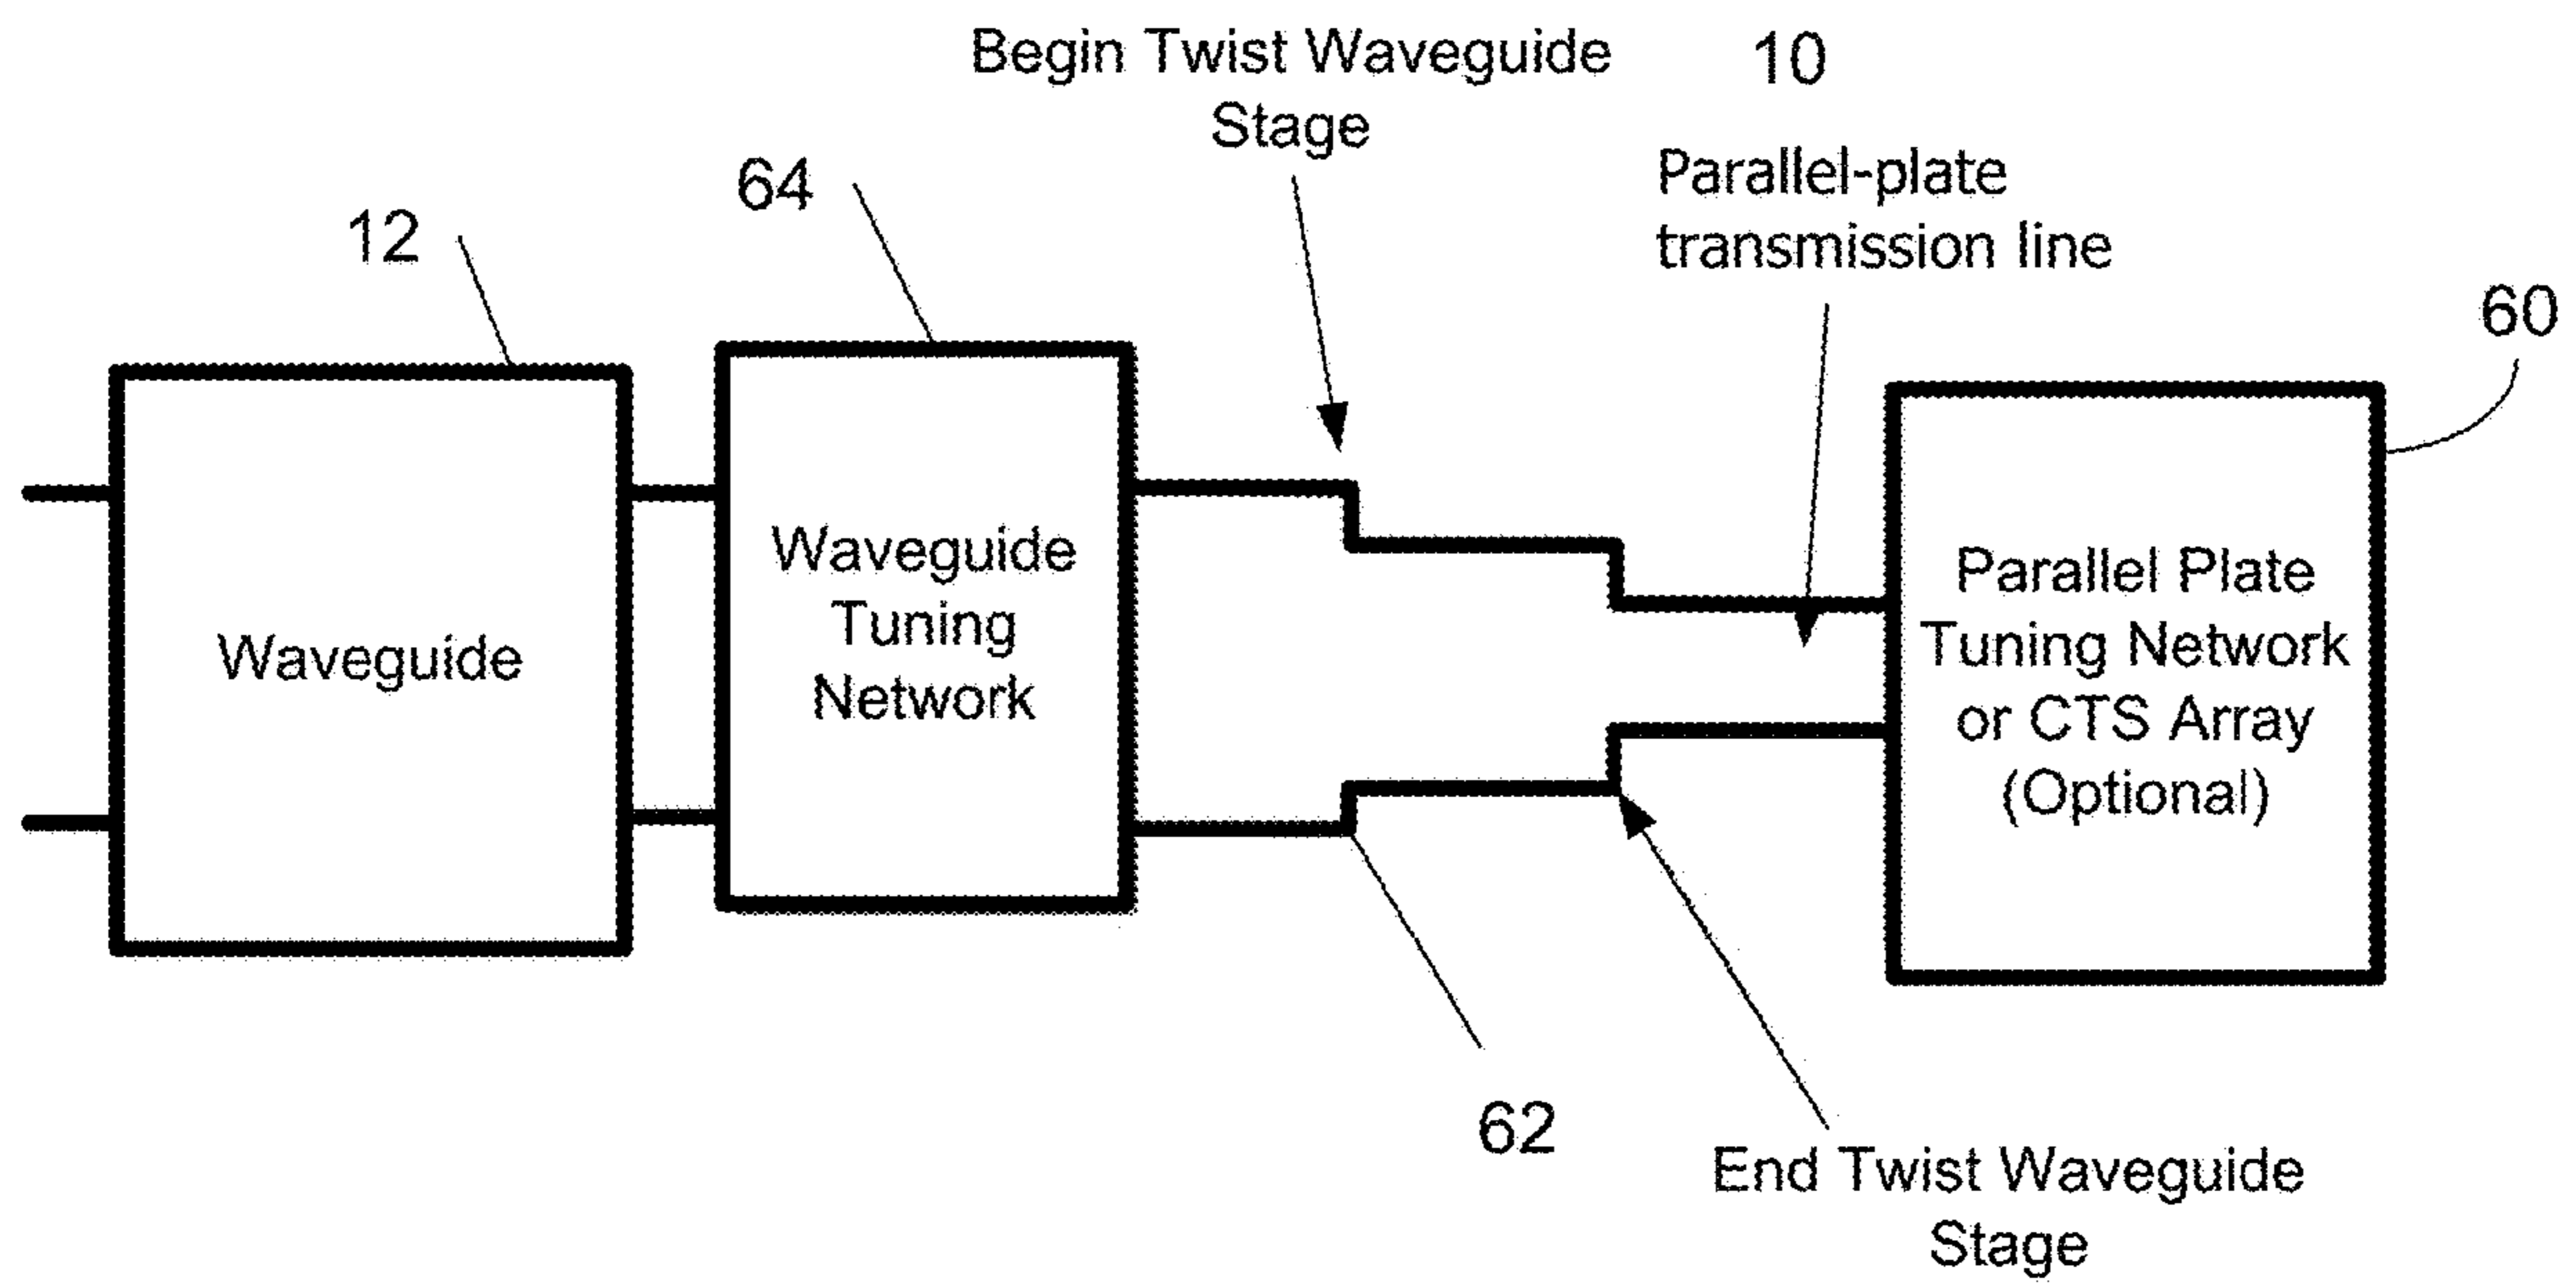 Begin Twist Waveguide
Stage
10
Parallel-plate
transmission line
64
12
60
Waveguide
Waveguide
Tuning
Network
Parallel Plate
Tuning Network
or CTS Array
(Optional)
62
End Twist Waveguide
Stage